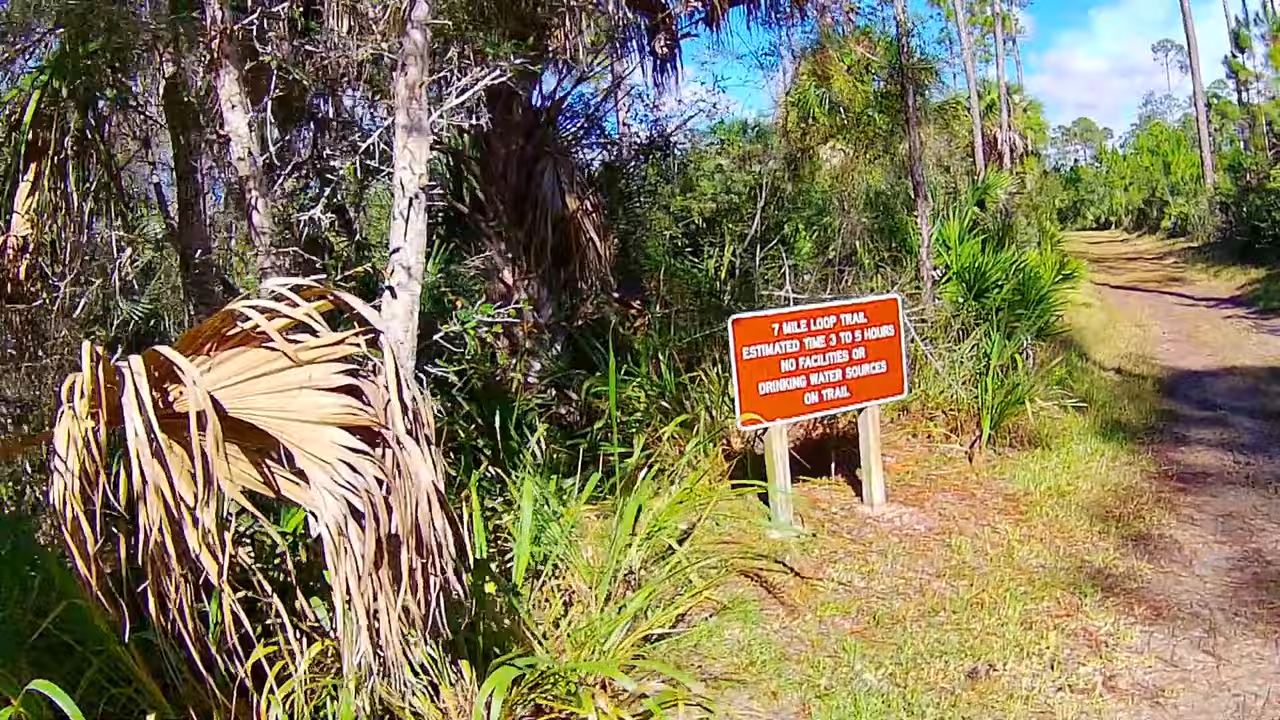 7 MILE LOOP TRAIL
ESTIMATED TIME 3 TO 5 HOURS
NO FACILITIES OR
DRINKING WATER SOURCES
ON TRAIL